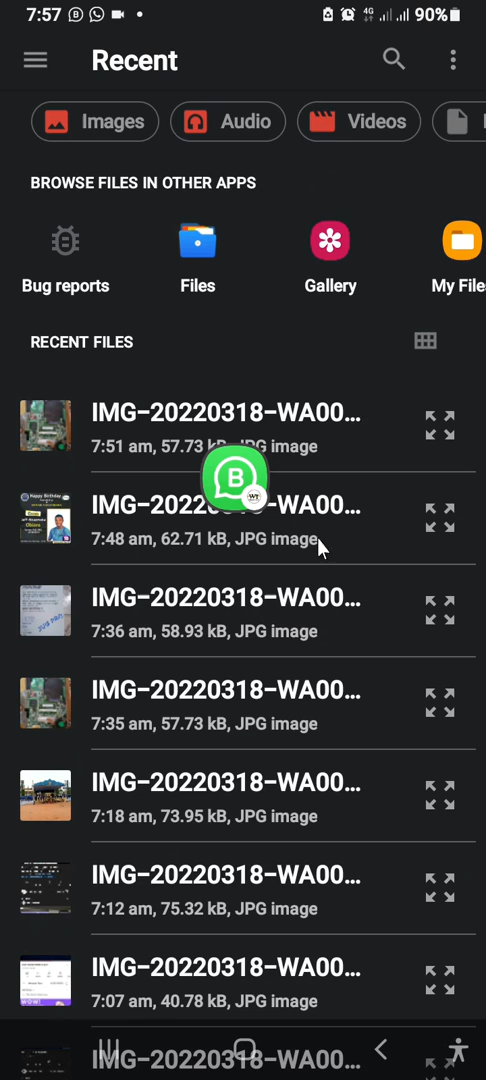 7:57
4G
90%
Recent
Images
Audio
Videos
BROWSE FILES IN OTHER APPS
Bug reports
Files
Gallery
My File
RECENT FILES
IMG-20220318-WA00...
7:51 am, 57.73 kB, JPG image
B
IMG-20220318-WA00...
7:48 am, 62.71 kB, JPG image
IMG-20220318-WA00...
7:36 am, 58.93 kB, JPG image
IMG-20220318-WA00...
7:35 am, 57.73 kB, JPG image
IMG-20220318-WA00...
7:18 am, 73.95 kB, JPG image
IMG-20220318-WA00...
7:12 am, 75.32 kB, JPG image
IMG-20220318-WA00...
7:07 am, 40.78 kB, JPG image
IMG-20220318-WA00...